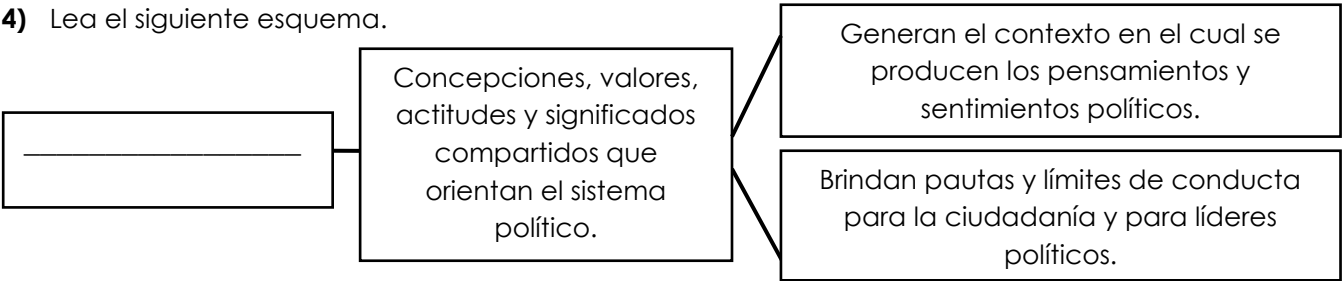 4) Lea el siguiente esquema.
____________________
Concepciones, valores,
actitudes y significados
compartidos que
orientan el sistema
político.
Generan el contexto en el cual se
producen los pensamientos y
sentimientos políticos.
Brindan pautas y límites de conducta
para la ciudadanía y para líderes
políticos.